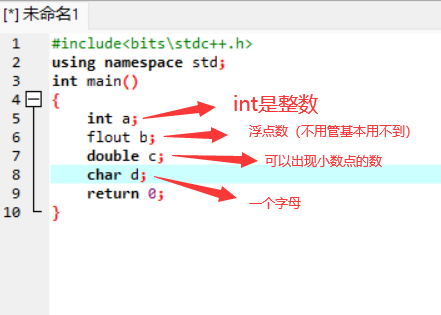 [*] 未命名1
1 #include<bits\stdc++.h>
2 using namespace std;
3 int main()
4 {
5 int a; int是整数
6 flout b; 浮点数（不用管基本用不到）
7 double c; 可以出现小数点的数
8 char d; 一个字母
9 return 0;
10 }